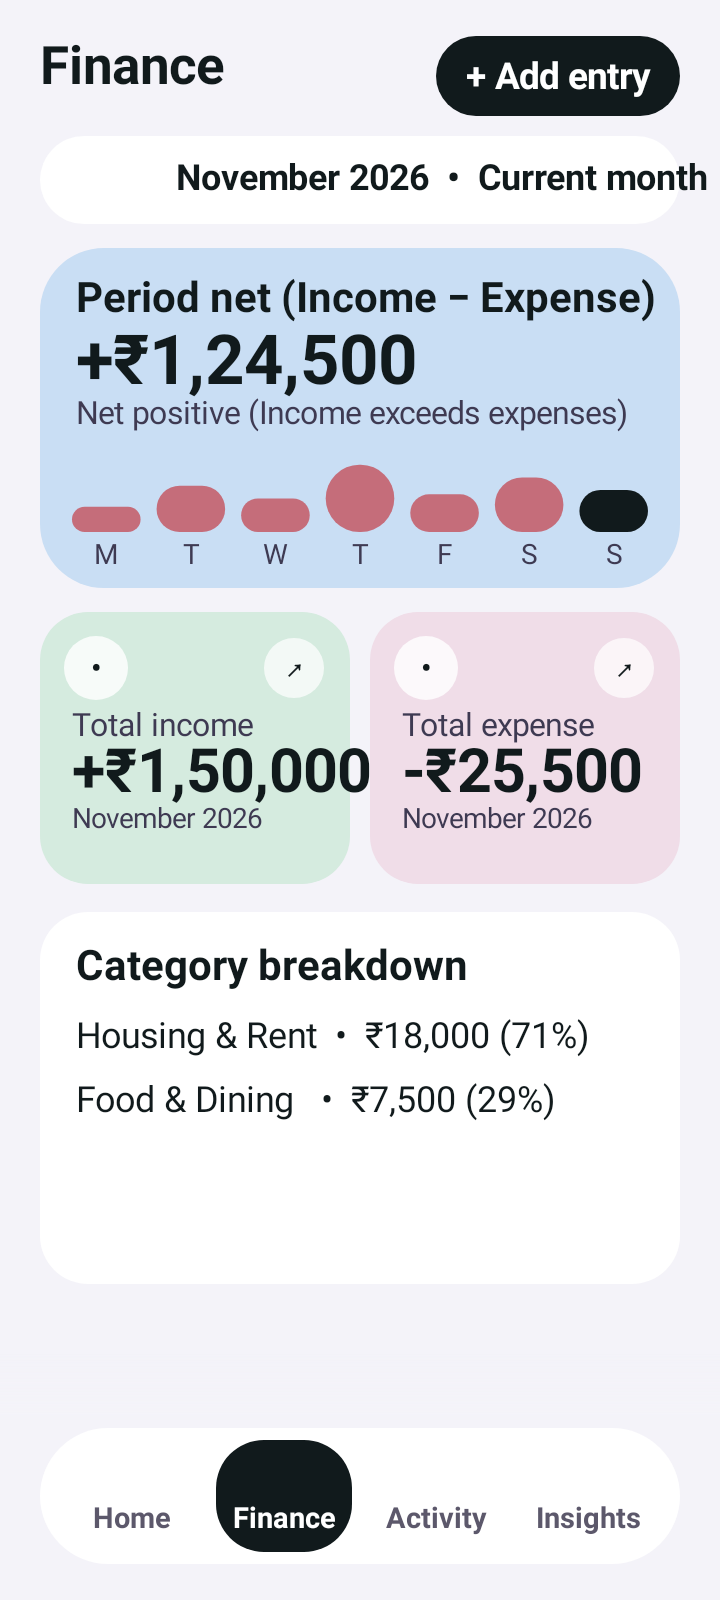 Finance
+ Add entry
November 2026 • Current month
Period net (Income − Expense)
+₹1,24,500
Net positive (Income exceeds expenses)
M T W T F S S
Total income
+₹1,50,000
November 2026
Total expense
-₹25,500
November 2026
Category breakdown
Housing & Rent • ₹18,000 (71%)
Food & Dining • ₹7,500 (29%)
Home Finance Activity Insights